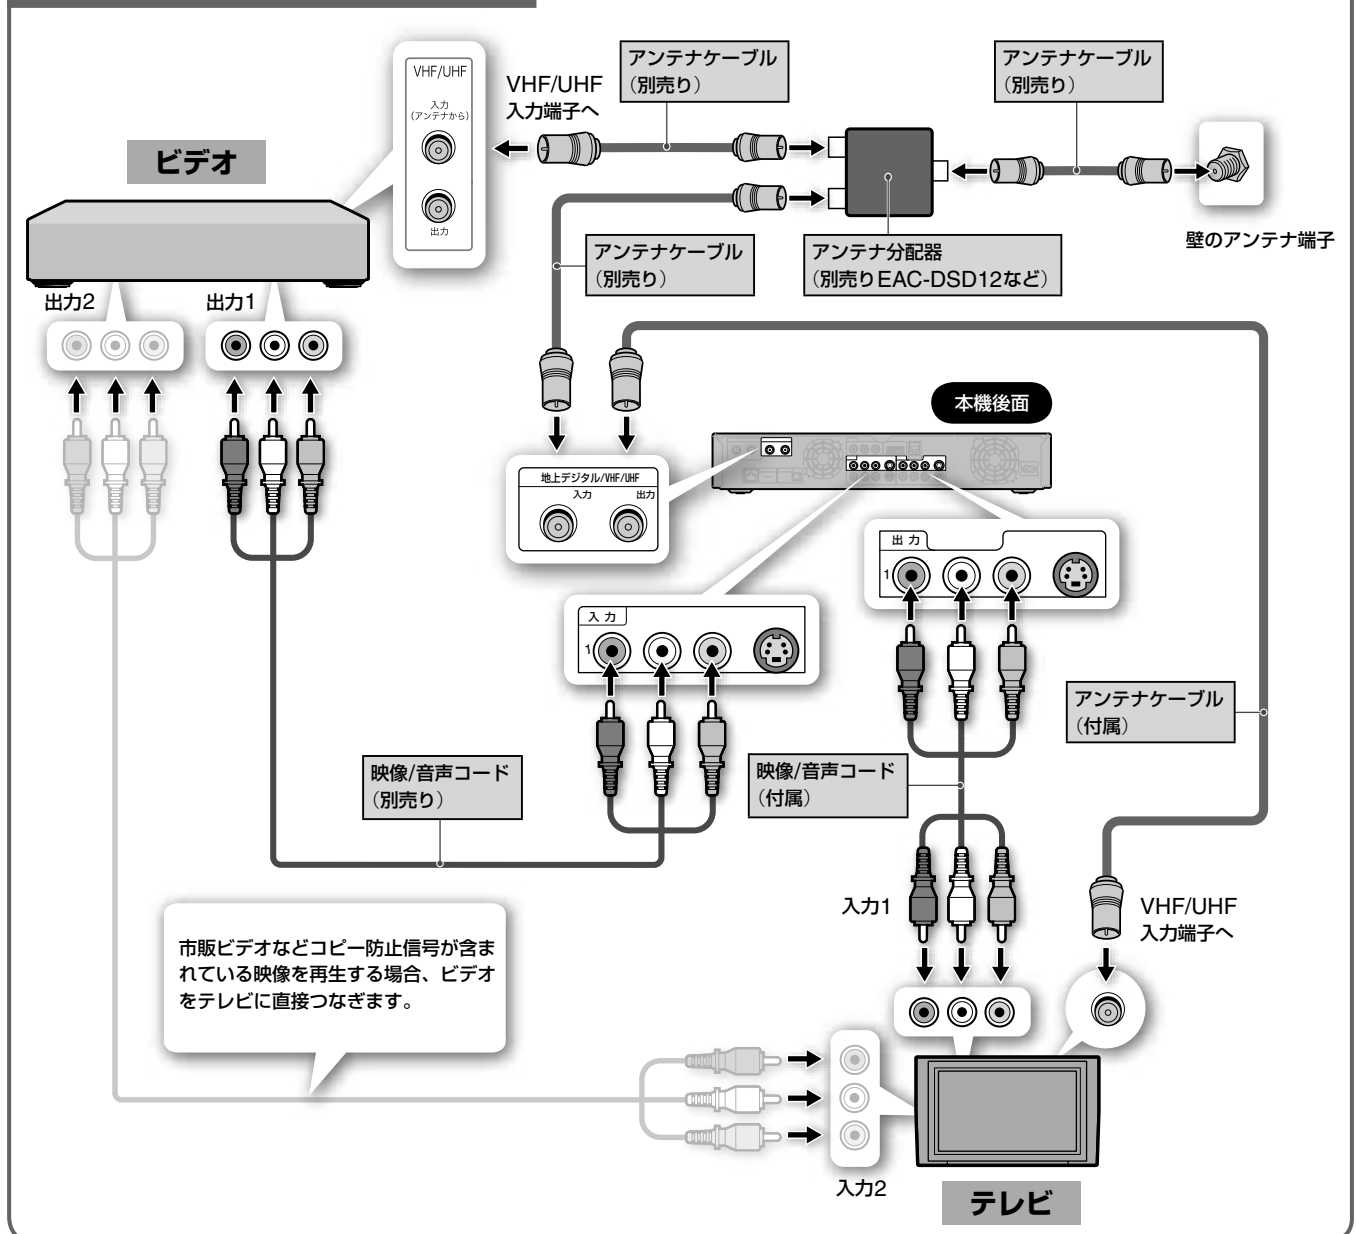 VHF/UHF
入力
(アンテナから)
出力
VHF/UHF
入力端子へ
アンテナケーブル
(別売り)
アンテナケーブル
(別売り)
ビデオ
壁のアンテナ端子
アンテナケーブル
(別売り)
アンテナ分配器
(別売りEAC-DSD12など)
出力2
出力1
本機後面
地上デジタル/VHF/UHF
入力
出力
出力
1
入力
1
アンテナケーブル
(付属)
映像/音声コード
(別売り)
映像/音声コード
(付属)
入力1
VHF/UHF
入力端子へ
市販ビデオなどコピー防止信号が含ま
れている映像を再生する場合、ビデオ
をテレビに直接つなぎます。
入力2
テレビ